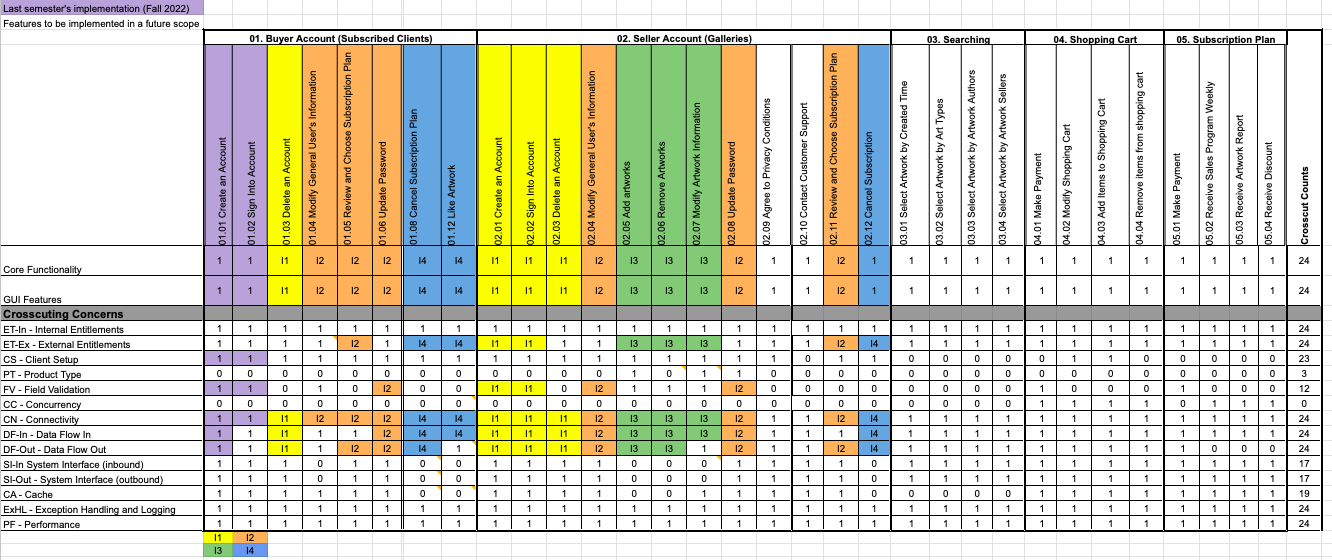 Last semester's implementation (Fall 2022)
Features to be implemented in a future scope
01. Buyer Account (Subscribed Clients) 02. Seller Account (Galleries) 03. Searching 04. Shopping Cart 05. Subscription Plan
01.01 Create an Account
01.02 Sign Into Account
01.03 Delete an Account
01.04 Modify General User's Information
01.05 Review and Choose Subscription Plan
01.06 Update Password
01.08 Cancel Subscription Plan
01.12 Like Artwork
02.01 Create an Account
02.02 Sign Into Account
02.03 Delete an Account
02.04 Modify General User's Information
02.05 Add artworks
02.06 Remove Artworks
02.07 Modify Artwork Information
02.08 Update Password
02.09 Agree to Privacy Conditions
02.10 Contact Customer Support
02.11 Review and Choose Subscription Plan
02.12 Cancel Subscription
03.01 Select Artwork by Created Time
03.02 Select Artwork by Art Types
03.03 Select Artwork by Artwork Authors
03.04 Select Artwork by Artwork Sellers
04.01 Make Payment
04.02 Modify Shopping Cart
04.03 Add Items to Shopping Cart
04.04 Remove Items from shopping cart
05.01 Make Payment
05.02 Receive Sales Program Weekly
05.03 Receive Artwork Report
05.04 Receive Discount
Crosscut Counts
Core Functionality 1 1 I1 I2 I2 I2 I4 I4 I1 I1 I1 I2 I3 I3 I3 I2 1 1 I2 1 1 1 1 1 1 1 1 1 1 1 1 1 24
GUI Features 1 1 I1 I2 I2 I2 I4 I4 I1 I1 I1 I2 I3 I3 I3 I2 1 1 I2 1 1 1 1 1 1 1 1 1 1 1 1 1 24
Crosscutting Concerns
ET-In - Internal Entitlements 1 1 1 1 1 1 1 1 1 1 1 1 1 1 1 1 1 1 1 1 1 1 1 1 1 1 1 1 1 1 1 1 24
ET-Ex - External Entitlements 1 1 1 1 I2 1 I4 I4 I1 I1 1 1 I3 I3 I3 1 1 1 I2 I4 1 1 1 1 1 1 1 1 1 1 1 1 24
CS - Client Setup 1 1 1 1 1 1 1 1 1 1 1 1 1 1 1 1 1 0 1 1 0 0 0 0 0 1 1 0 0 0 0 0 23
PT - Product Type 0 0 0 0 0 0 0 0 0 0 0 0 1 0 1 1 0 0 0 0 0 0 0 0 0 0 0 0 0 0 0 0 3
FV - Field Validation 1 1 0 1 0 I2 0 0 I1 I1 0 I2 1 1 1 I2 0 0 0 0 0 0 0 0 1 0 0 0 1 0 0 0 12
CC - Concurrency 0 0 0 0 0 0 0 0 0 0 0 0 0 0 0 0 0 0 0 0 0 0 0 0 0 1 1 1 0 1 1 1 0
CN - Connectivity 1 1 I1 I2 I2 I2 I4 I4 I1 I1 I1 I2 I3 I3 I3 I2 1 1 I2 I4 1 1 1 1 1 1 1 1 1 1 1 1 24
DF-In - Data Flow In 1 1 I1 1 1 I2 I4 I4 I1 I1 I1 I2 I3 I3 I3 I2 1 1 1 I4 1 1 1 1 1 1 1 1 1 1 1 1 24
DF-Out - Data Flow Out 1 1 I1 1 I2 I2 I4 1 I1 I1 I1 I2 I3 I3 1 I2 1 1 I2 I4 1 1 1 1 1 1 1 1 1 0 0 0 24
SI-In System Interface (inbound) 1 1 0 1 1 1 0 0 1 1 1 1 0 0 0 1 1 1 1 0 1 1 1 1 1 1 1 1 1 1 1 1 17
SI-Out - System Interface (outbound) 1 1 0 1 1 1 0 0 1 1 1 1 0 0 0 1 1 1 1 0 1 1 1 1 1 1 1 1 1 1 1 1 17
CA - Cache 1 1 1 1 1 1 0 0 1 1 1 1 1 1 1 1 1 1 1 0 0 0 0 0 1 1 1 1 1 1 1 1 19
ExHL - Exception Handling and Logging 1 1 1 1 1 1 1 1 1 1 1 1 1 1 1 1 1 1 1 1 1 1 1 1 1 1 1 1 1 1 1 1 24
PF - Performance 1 1 1 1 1 1 1 1 1 1 1 1 1 1 1 1 1 1 1 1 1 1 1 1 1 1 1 1 1 1 1 1 24
I1 I2
I3 I4